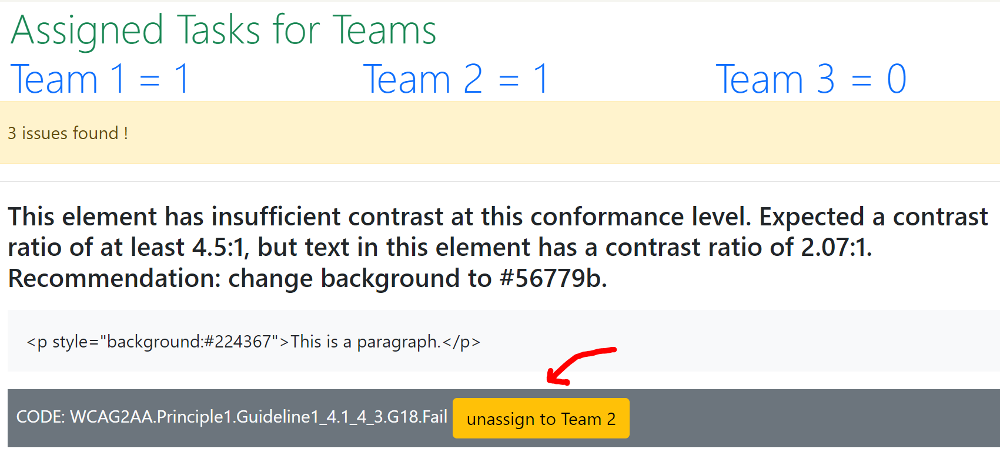 Assigned Tasks for Teams
Team 1 = 1 Team 2 = 1 Team 3 = 0
3 issues found !
This element has insufficient contrast at this conformance level. Expected a contrast
ratio of at least 4.5:1, but text in this element has a contrast ratio of 2.07:1.
Recommendation: change background to #56779b.
<p style="background:#224367">This is a paragraph.</p>
CODE: WCAG2AA.Principle1.Guideline1_4.1_4_3.G18.Fail unassign to Team 2